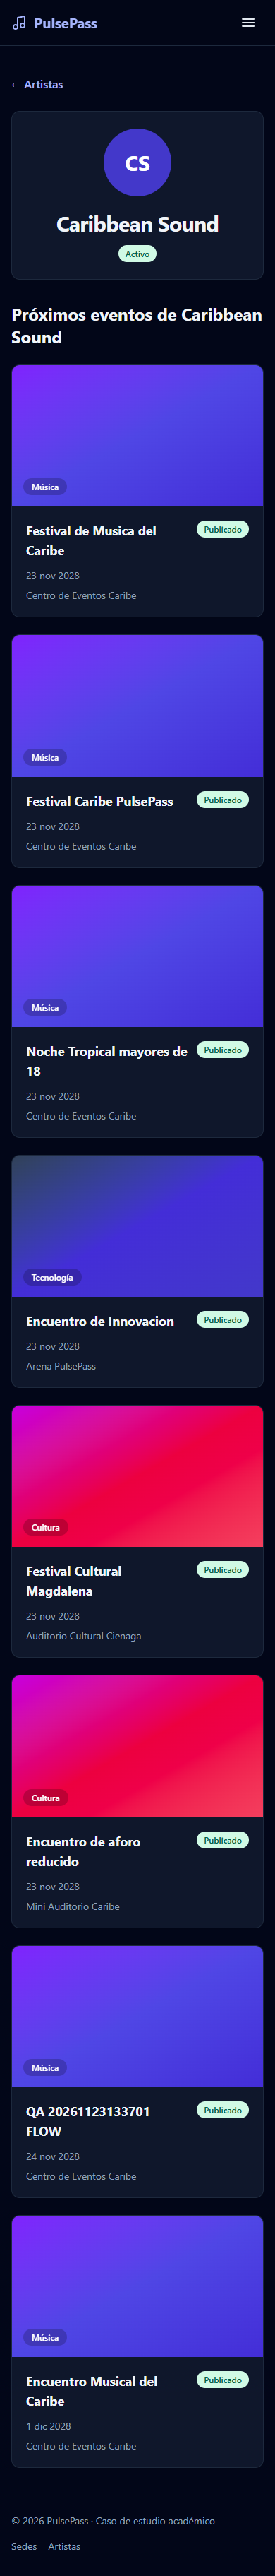 PulsePass
← Artistas
CS
Caribbean Sound
Activo
Próximos eventos de Caribbean
Sound
Música
Festival de Musica del
Caribe
Publicado
23 nov 2028
Centro de Eventos Caribe
Música
Festival Caribe PulsePass
Publicado
23 nov 2028
Centro de Eventos Caribe
Música
Noche Tropical mayores de
18
Publicado
23 nov 2028
Centro de Eventos Caribe
Tecnología
Encuentro de Innovacion
Publicado
23 nov 2028
Arena PulsePass
Cultura
Festival Cultural
Magdalena
Publicado
23 nov 2028
Auditorio Cultural Cienaga
Cultura
Encuentro de aforo
reducido
Publicado
23 nov 2028
Mini Auditorio Caribe
Música
QA 20261123133701
FLOW
Publicado
24 nov 2028
Centro de Eventos Caribe
Música
Encuentro Musical del
Caribe
Publicado
1 dic 2028
Centro de Eventos Caribe
© 2026 PulsePass - Caso de estudio académico
Sedes Artistas